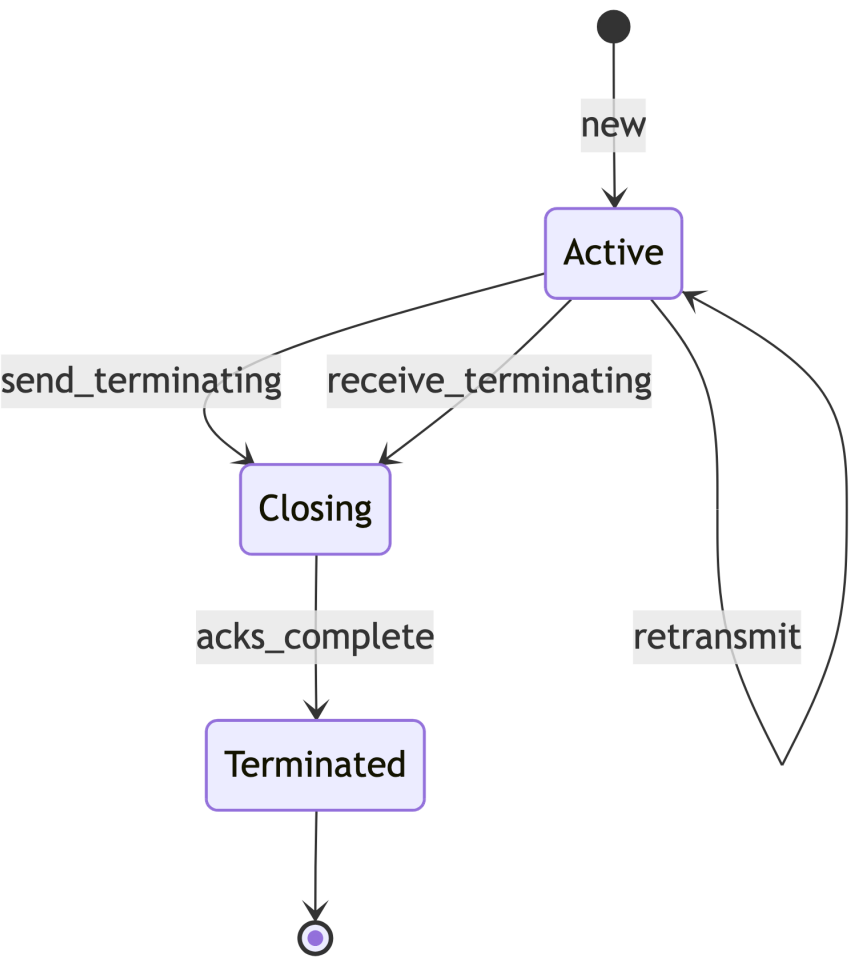 new
Active
send_terminating
receive_terminating
Closing
acks_complete
retransmit
Terminated